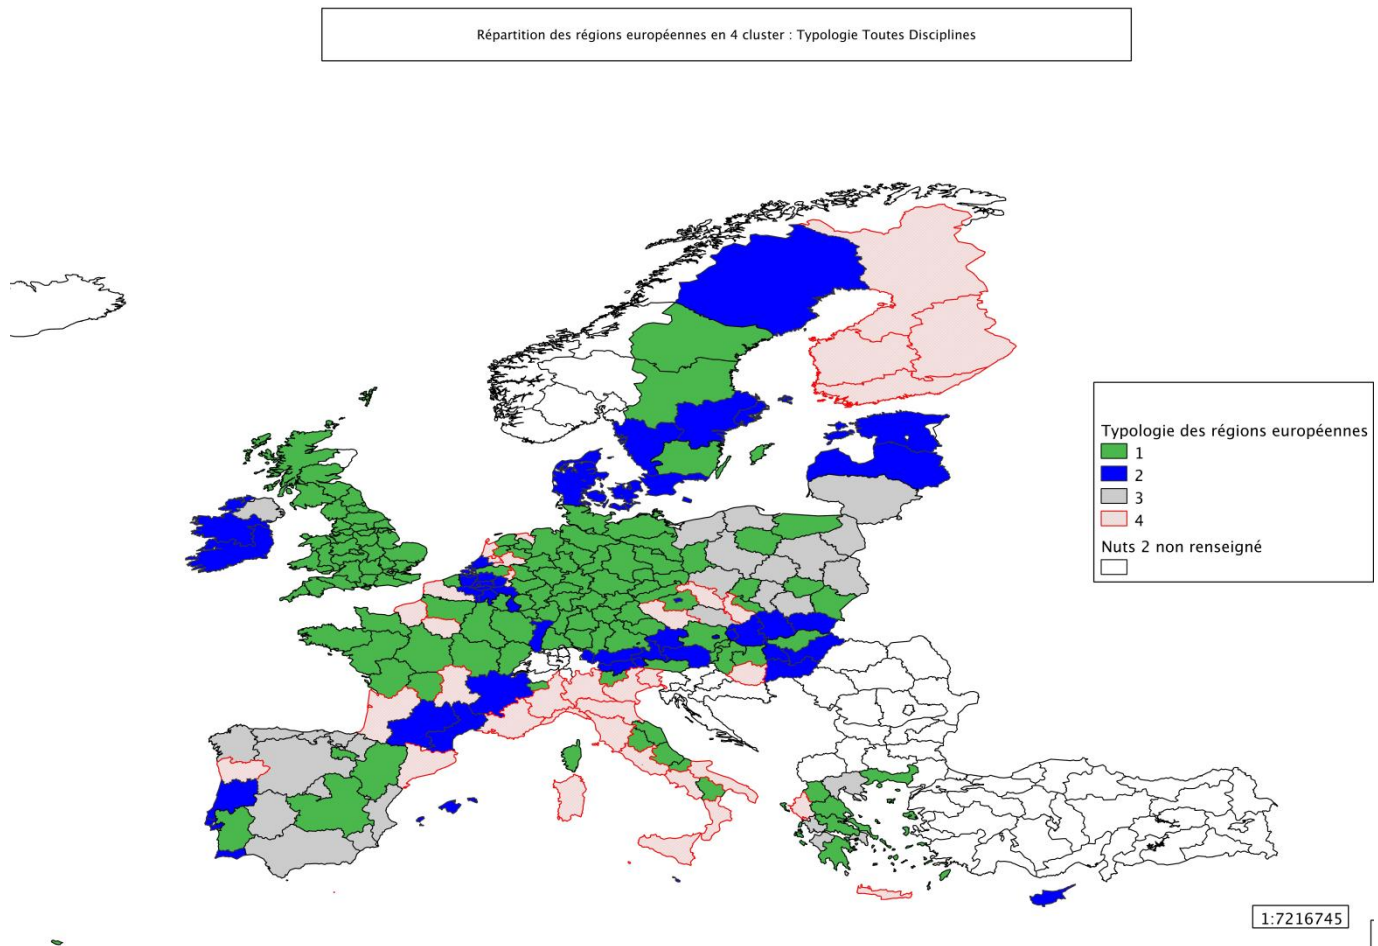 Répartition des régions européennes en 4 cluster : Typologie Toutes Disciplines
Typologie des régions européennes
1
2
3
4
Nuts 2 non renseigné
1:7216745